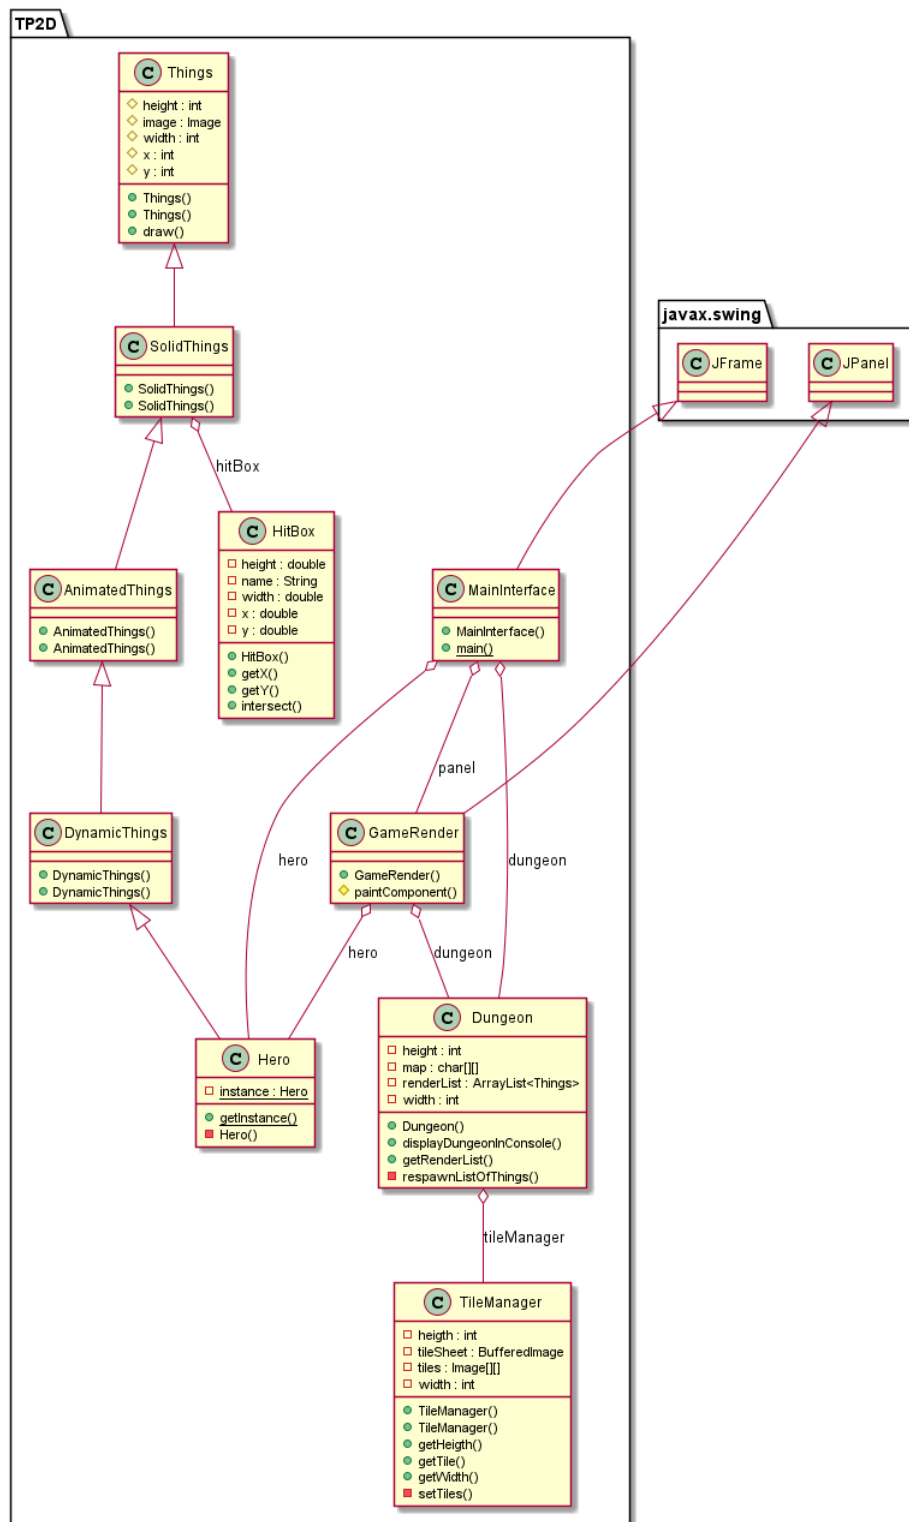 TP2D
C Things
height : int
image : Image
width : int
x : int
y : int
Things()
Things()
draw()
javax.swing
C SolidThings
SolidThings()
SolidThings()
C JFrame
C JPanel
hitBox
C HitBox
height : double
name : String
width : double
x : double
y : double
HitBox()
getX()
getY()
intersect()
C AnimatedThings
AnimatedThings()
AnimatedThings()
C MainInterface
MainInterface()
main()
panel
C DynamicThings
DynamicThings()
DynamicThings()
hero
C GameRender
GameRender()
paintComponent()
dungeon
hero
dungeon
C Hero
instance : Hero
getInstance()
Hero()
C Dungeon
height : int
map : char[][]
renderList : ArrayList<Things>
width : int
Dungeon()
displayDungeonInConsole()
getRenderList()
respawnListOfThings()
tileManager
C TileManager
heigth : int
tileSheet : BufferedImage
tiles : Image[][]
width : int
TileManager()
TileManager()
getHeigth()
getTile()
getWidth()
setTiles()